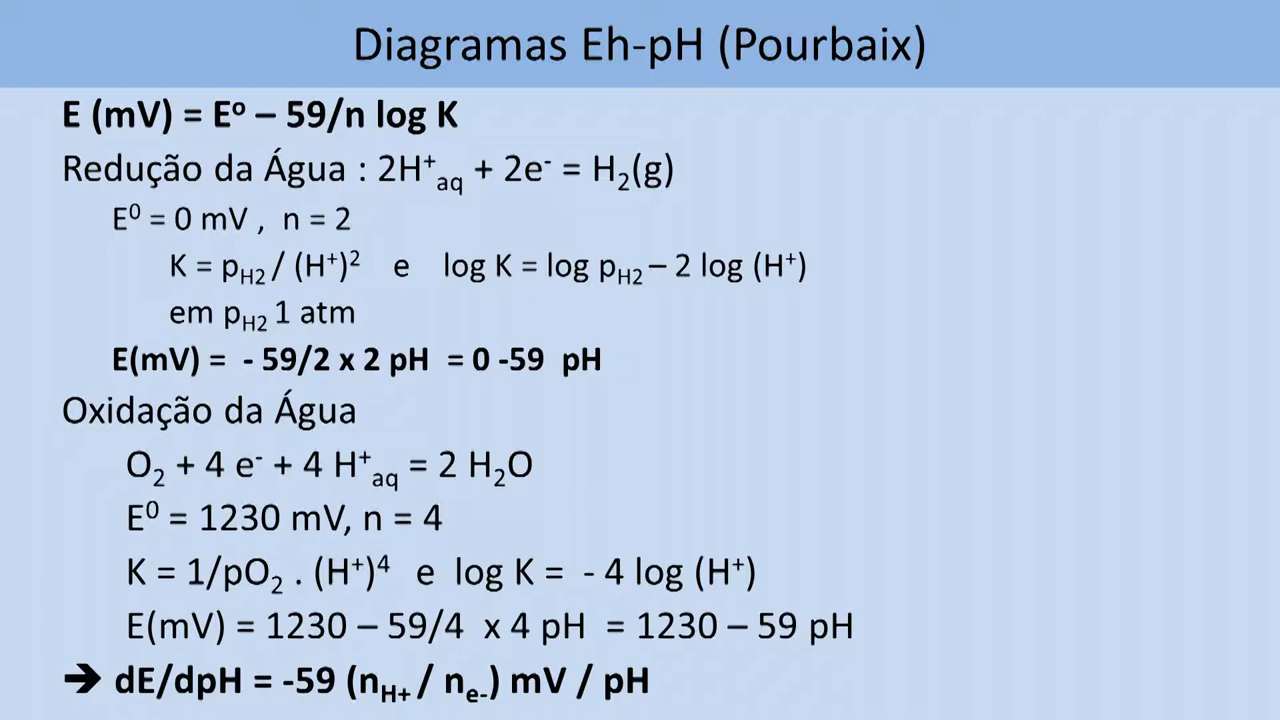 Diagramas Eh-pH (Pourbaix)
E (mV) = Eº – 59/n log K
Redução da Água : 2H⁺aq + 2e⁻ = H₂(g)
E⁰ = 0 mV , n = 2
K = pH2 / (H⁺)² e log K = log pH2 – 2 log (H⁺)
em pH2 1 atm
E(mV) = - 59/2 x 2 pH = 0 -59 pH
Oxidação da Água
O₂ + 4 e⁻ + 4 H⁺aq = 2 H₂O
E⁰ = 1230 mV, n = 4
K = 1/pO₂ . (H⁺)⁴ e log K = - 4 log (H⁺)
E(mV) = 1230 – 59/4 x 4 pH = 1230 – 59 pH
➔ dE/dpH = -59 (nH+ / ne-) mV / pH